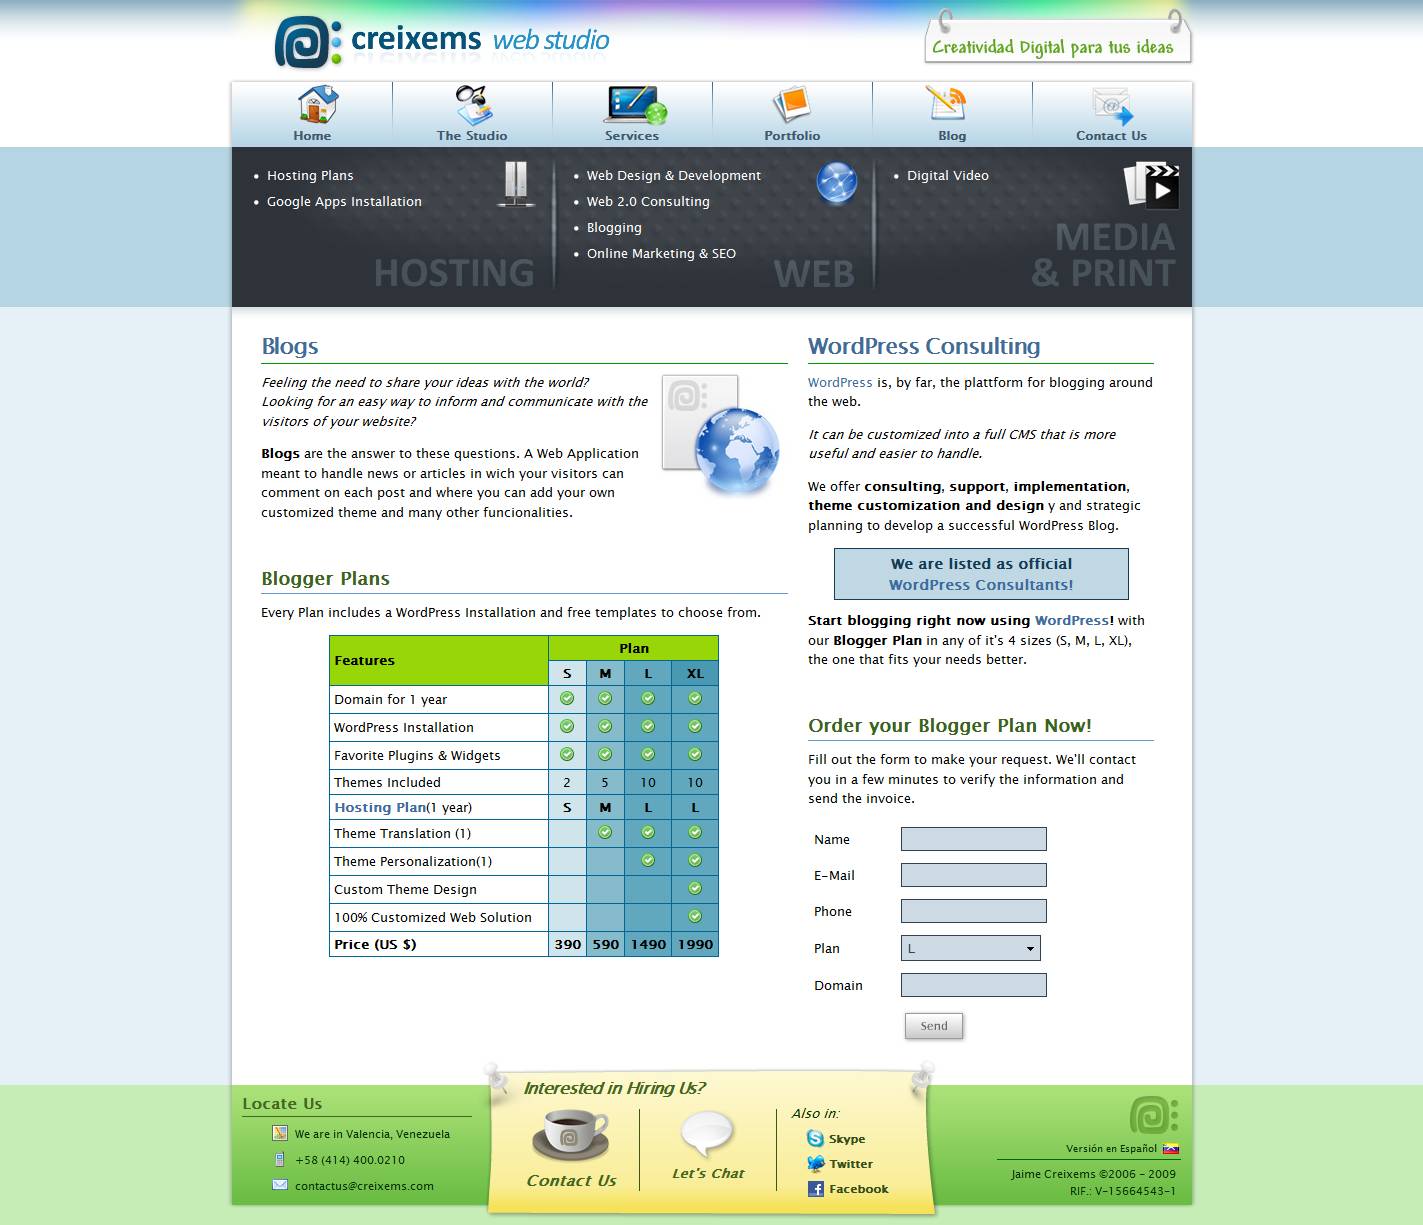 creixems web studio
Creatividad Digital para tus ideas
Home
The Studio
Services
Portfolio
Blog
Contact Us
Hosting Plans
Google Apps Installation
HOSTING
Web Design & Development
Web 2.0 Consulting
Blogging
Online Marketing & SEO
WEB
Digital Video
MEDIA
& PRINT
Blogs
Feeling the need to share your ideas with the world?
Looking for an easy way to inform and communicate with the
visitors of your website?
Blogs are the answer to these questions. A Web Application
meant to handle news or articles in wich your visitors can
comment on each post and where you can add your own
customized theme and many other funcionalities.
Blogger Plans
Every Plan includes a WordPress Installation and free templates to choose from.
Features Plan
S M L XL
Domain for 1 year
WordPress Installation
Favorite Plugins & Widgets
Themes Included 2 5 10 10
Hosting Plan(1 year) S M L L
Theme Translation (1)
Theme Personalization(1)
Custom Theme Design
100% Customized Web Solution
Price (US $) 390 590 1490 1990
WordPress Consulting
WordPress is, by far, the plattform for blogging around
the web.
It can be customized into a full CMS that is more
useful and easier to handle.
We offer consulting, support, implementation,
theme customization and design y and strategic
planning to develop a successful WordPress Blog.
We are listed as official
WordPress Consultants!
Start blogging right now using WordPress! with
our Blogger Plan in any of it's 4 sizes (S, M, L, XL),
the one that fits your needs better.
Order your Blogger Plan Now!
Fill out the form to make your request. We'll contact
you in a few minutes to verify the information and
send the invoice.
Name
E-Mail
Phone
Plan L
Domain
Send
Locate Us
We are in Valencia, Venezuela
+58 (414) 400.0210
contactus@creixems.com
Interested in Hiring Us?
Contact Us
Let's Chat
Also in:
Skype
Twitter
Facebook
Versión en Español
Jaime Creixems ©2006 - 2009
RIF.: V-15664543-1